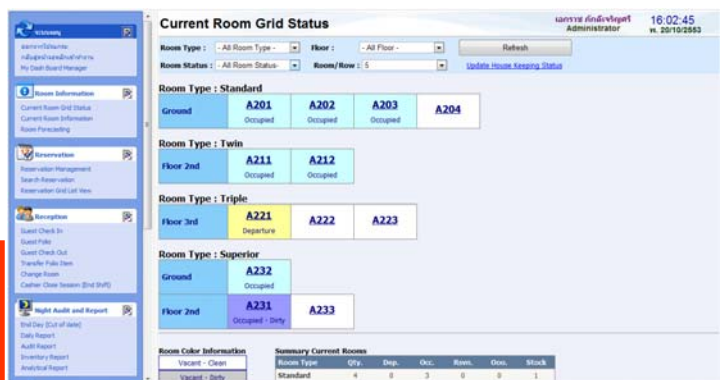 Current Room Grid Status
Administrator
16:02:45
พ. 20/10/2553
Room Type :
- All Room Type -
Floor :
- All Floor -
Refresh
Room Status :
- All Room Status-
Room/Row :
5
Update House Keeping Status
My Dash Board Manager
Room Information
Current Room Grid Status
Current Room Information
Room Forecasting
Reservation
Reservation Management
Search Reservation
Reservation Grid List View
Reception
Guest Check In
Guest Folio
Guest Check Out
Transfer Folio Item
Change Room
Cashier Close Session (End Shift)
Night Audit and Report
End Day (Cut of date)
Daily Report
Audit Report
Inventory Report
Analytical Report
Room Type : Standard
Ground
A201
Occupied
A202
Occupied
A203
Occupied
A204
Room Type : Twin
Floor 2nd
A211
Occupied
A212
Occupied
Room Type : Triple
Floor 3rd
A221
Departure
A222
A223
Room Type : Superior
Ground
A232
Occupied
Floor 2nd
A231
Occupied - Dirty
A233
Room Color Information
Vacant - Clean
Vacant - Dirty
Summary Current Rooms
Room Type Qty. Dep. Occ. Rsvn. Ooo. Stock
Standard 4 0 3 0 0 1